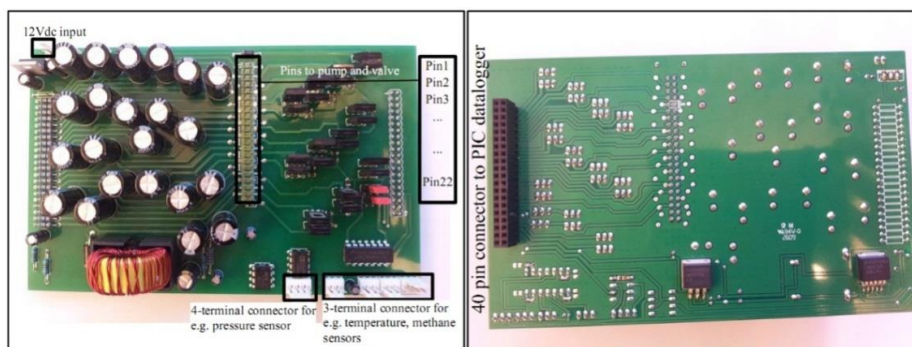 12Vdc input
Pins to pump and valve
Pin1
Pin2
Pin3
...
...
Pin22
4-terminal connector for
e.g. pressure sensor
3-terminal connector for
e.g. temperature, methane
sensors
40 pin connector to PIC datalogger